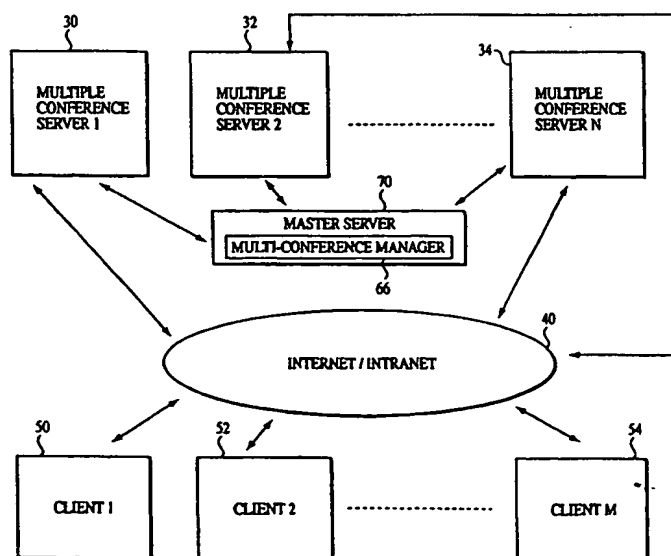 30
32
34
MULTIPLE
CONFERENCE
SERVER 1
MULTIPLE
CONFERENCE
SERVER 2
MULTIPLE
CONFERENCE
SERVER N
70
MASTER SERVER
MULTI-CONFERENCE MANAGER
66
40
INTERNET / INTRANET
50
52
54
CLIENT 1
CLIENT 2
CLIENT M